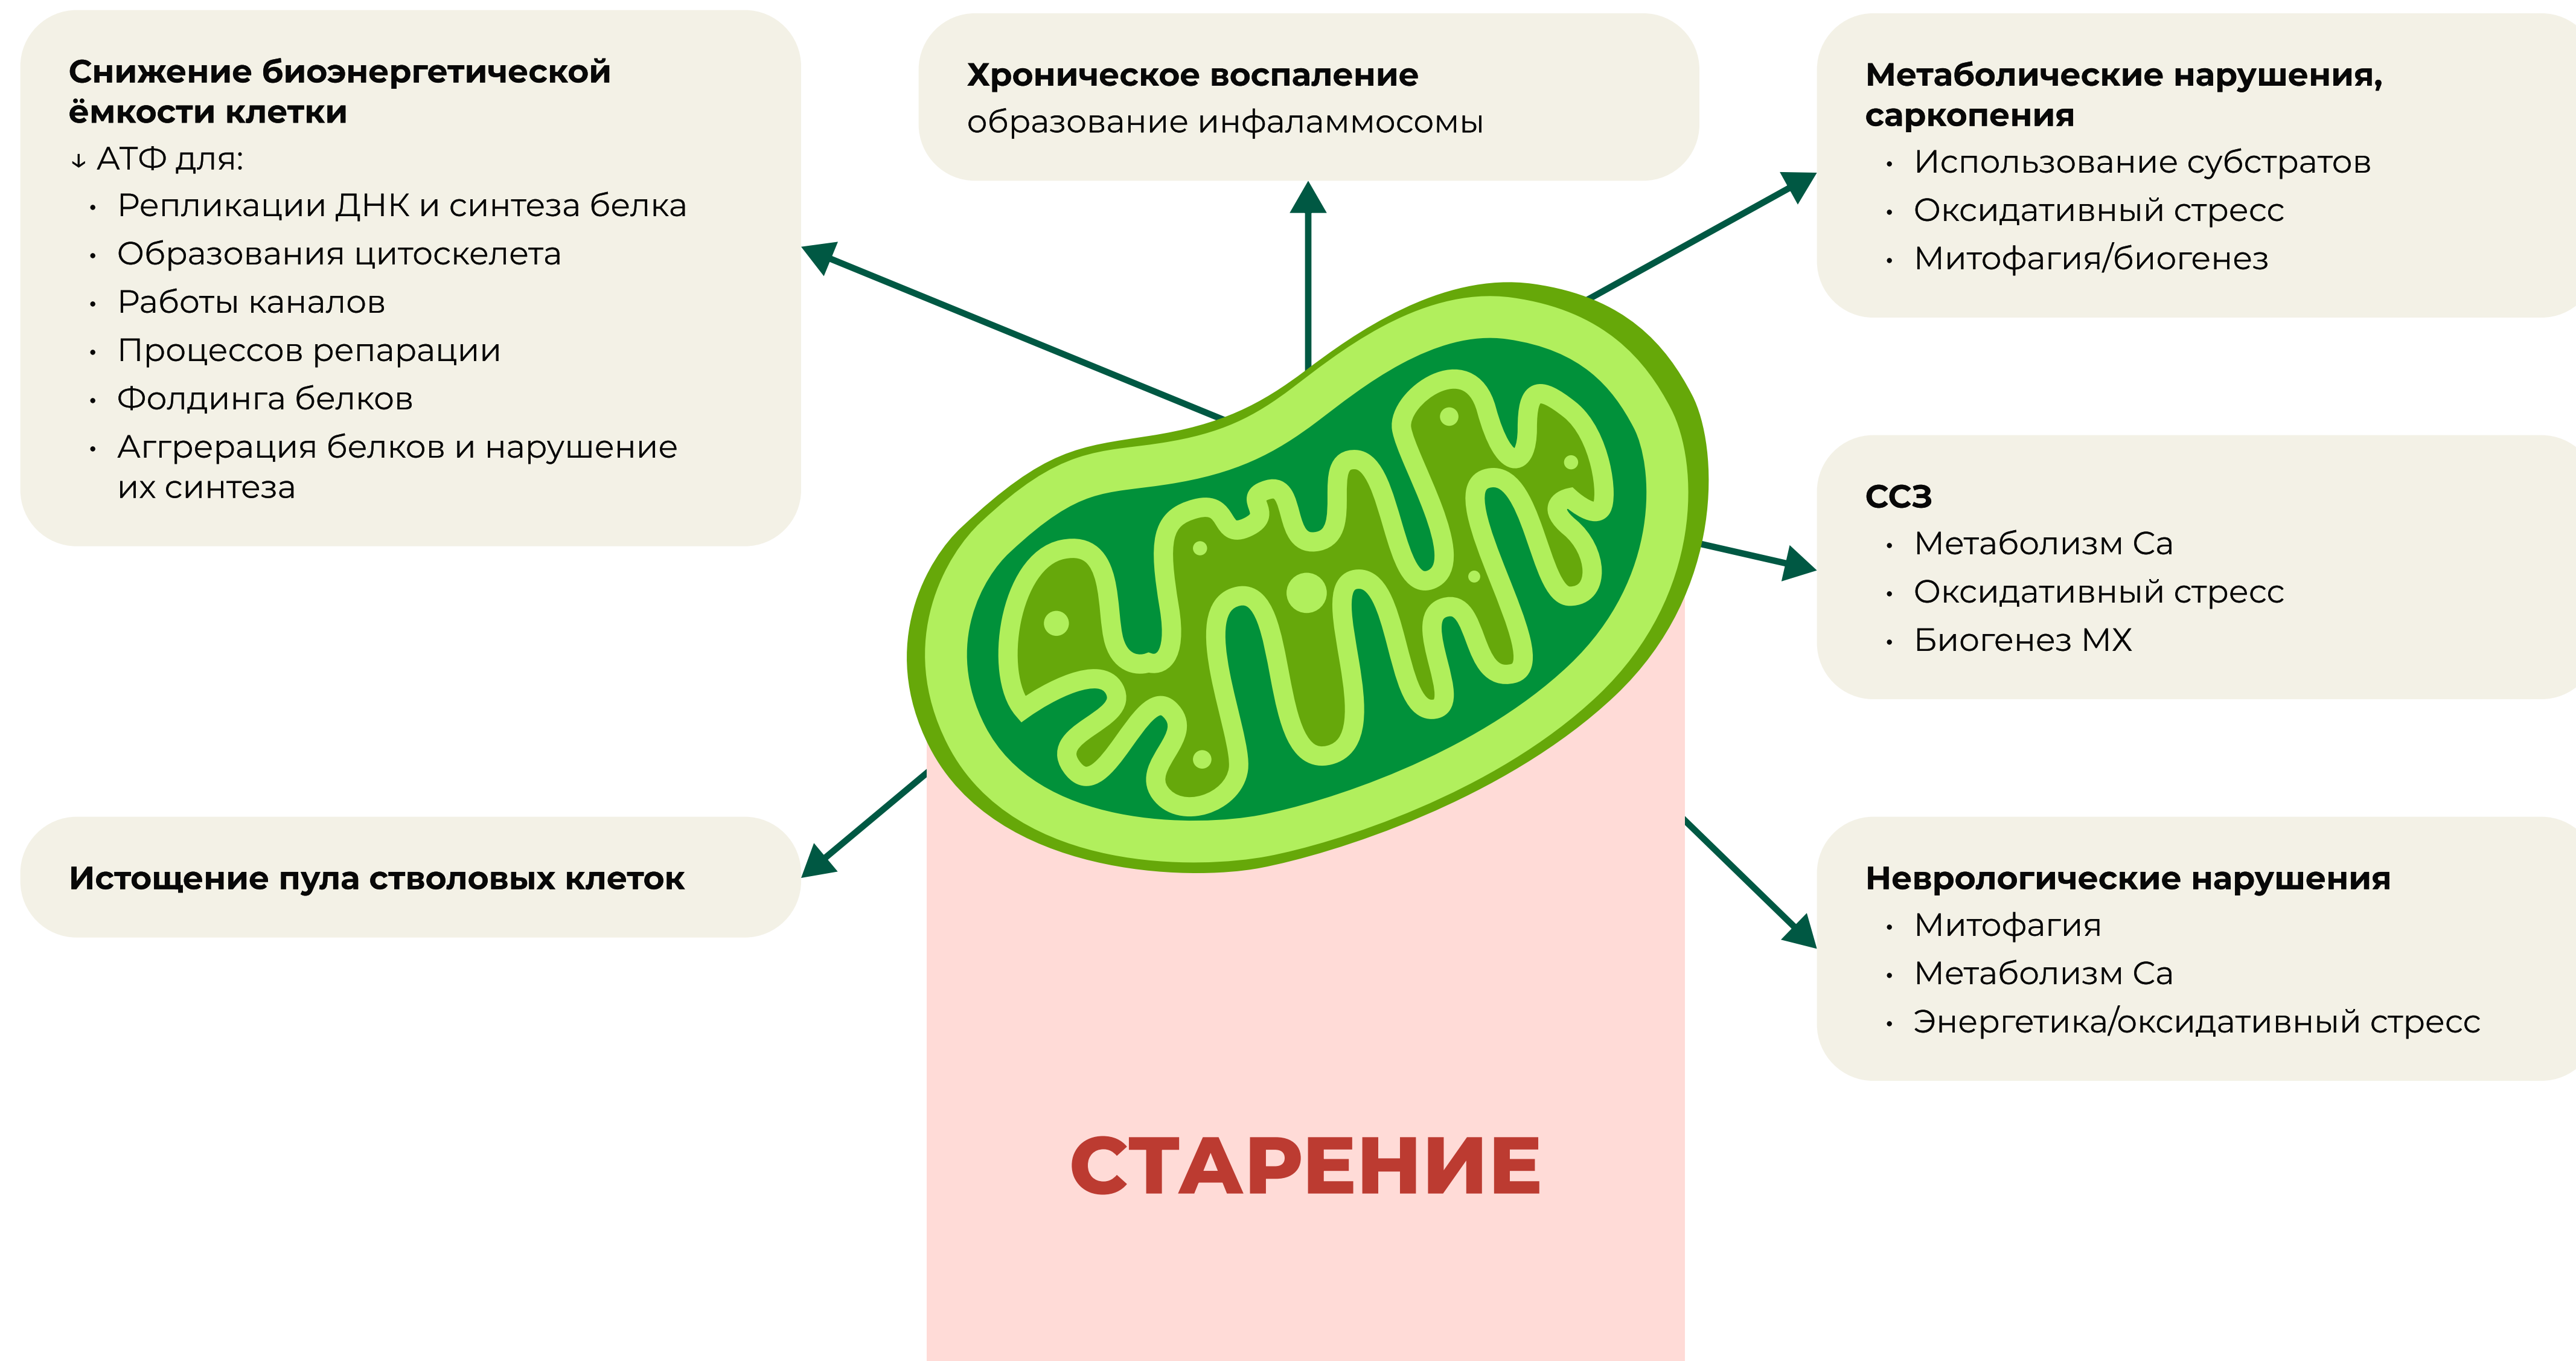 Снижение биоэнергетической
ёмкости клетки
↓ АТФ для:
• Репликации ДНК и синтеза белка
• Образования цитоскелета
• Работы каналов
• Процессов репарации
• Фолдинга белков
• Аггрерация белков и нарушение
их синтеза
Хроническое воспаление
образование инфаламмосомы
Метаболические нарушения,
саркопения
• Использование субстратов
• Оксидативный стресс
• Митофагия/биогенез
ССЗ
• Метаболизм Ca
• Оксидативный стресс
• Биогенез МХ
Истощение пула стволовых клеток
Неврологические нарушения
• Митофагия
• Метаболизм Ca
• Энергетика/оксидативный стресс
СТАРЕНИЕ